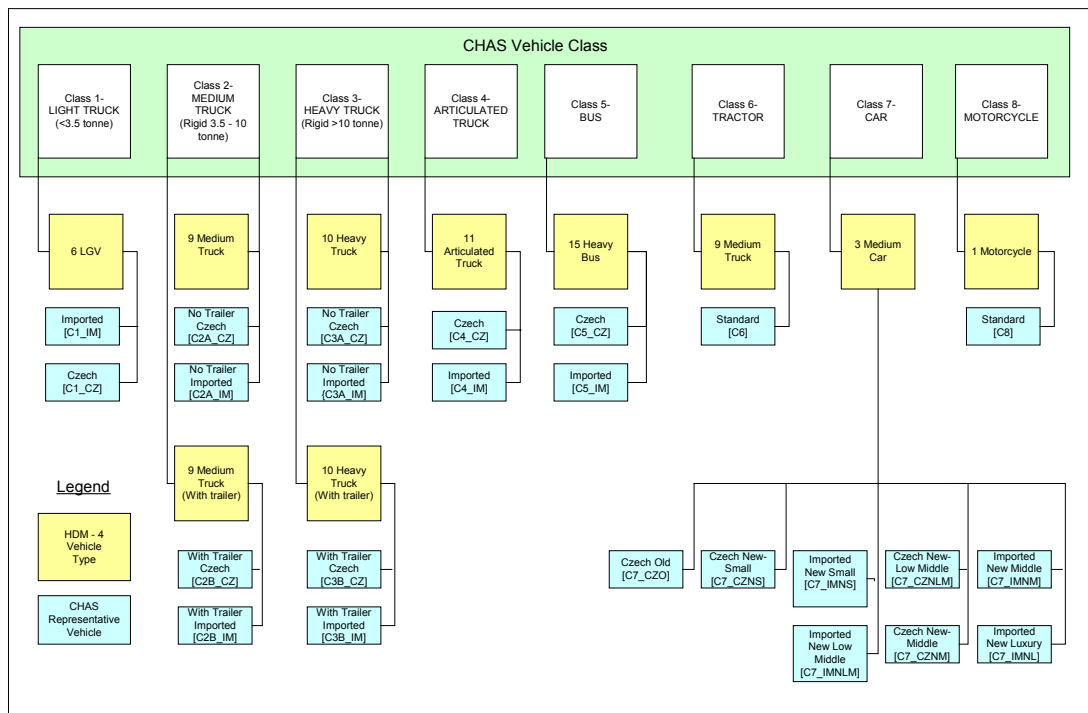 CHAS Vehicle Class
Class 1-
LIGHT TRUCK
(<3.5 tonne)
Class 2-
MEDIUM
TRUCK
(Rigid 3.5 - 10
tonne)
Class 3-
HEAVY TRUCK
(Rigid >10 tonne)
Class 4-
ARTICULATED
TRUCK
Class 5-
BUS
Class 6-
TRACTOR
Class 7-
CAR
Class 8-
MOTORCYCLE
6 LGV
9 Medium
Truck
10 Heavy
Truck
11
Articulated
Truck
15 Heavy
Bus
9 Medium
Truck
3 Medium
Car
1 Motorcycle
Imported
[C1_IM]
No Trailer
Czech
[C2A_CZ]
No Trailer
Czech
[C3A_CZ]
Czech
[C4_CZ]
Czech
[C5_CZ]
Standard
[C6]
Standard
[C8]
Czech
[C1_CZ]
No Trailer
Imported
[C2A_IM]
No Trailer
Imported
{C3A_IM]
Imported
[C4_IM]
Imported
[C5_IM]
9 Medium
Truck
(With trailer)
10 Heavy
Truck
(With trailer)
Legend
HDM - 4
Vehicle
Type
CHAS
Representative
Vehicle
With Trailer
Czech
[C2B_CZ]
With Trailer
Czech
[C3B_CZ]
With Trailer
Imported
[C2B_IM]
With Trailer
Imported
[C3B_IM]
Czech Old
[C7_CZO]
Czech New-
Small
[C7_CZNS]
Imported
New Small
[C7_IMNS]
Czech New-
Low Middle
[C7_CZNLM]
Imported
New Middle
[C7_IMNM]
Imported
New Low
Middle
[C7_IMNLM]
Czech New-
Middle
[C7_CZNM]
Imported
New Luxury
[C7_IMNL]